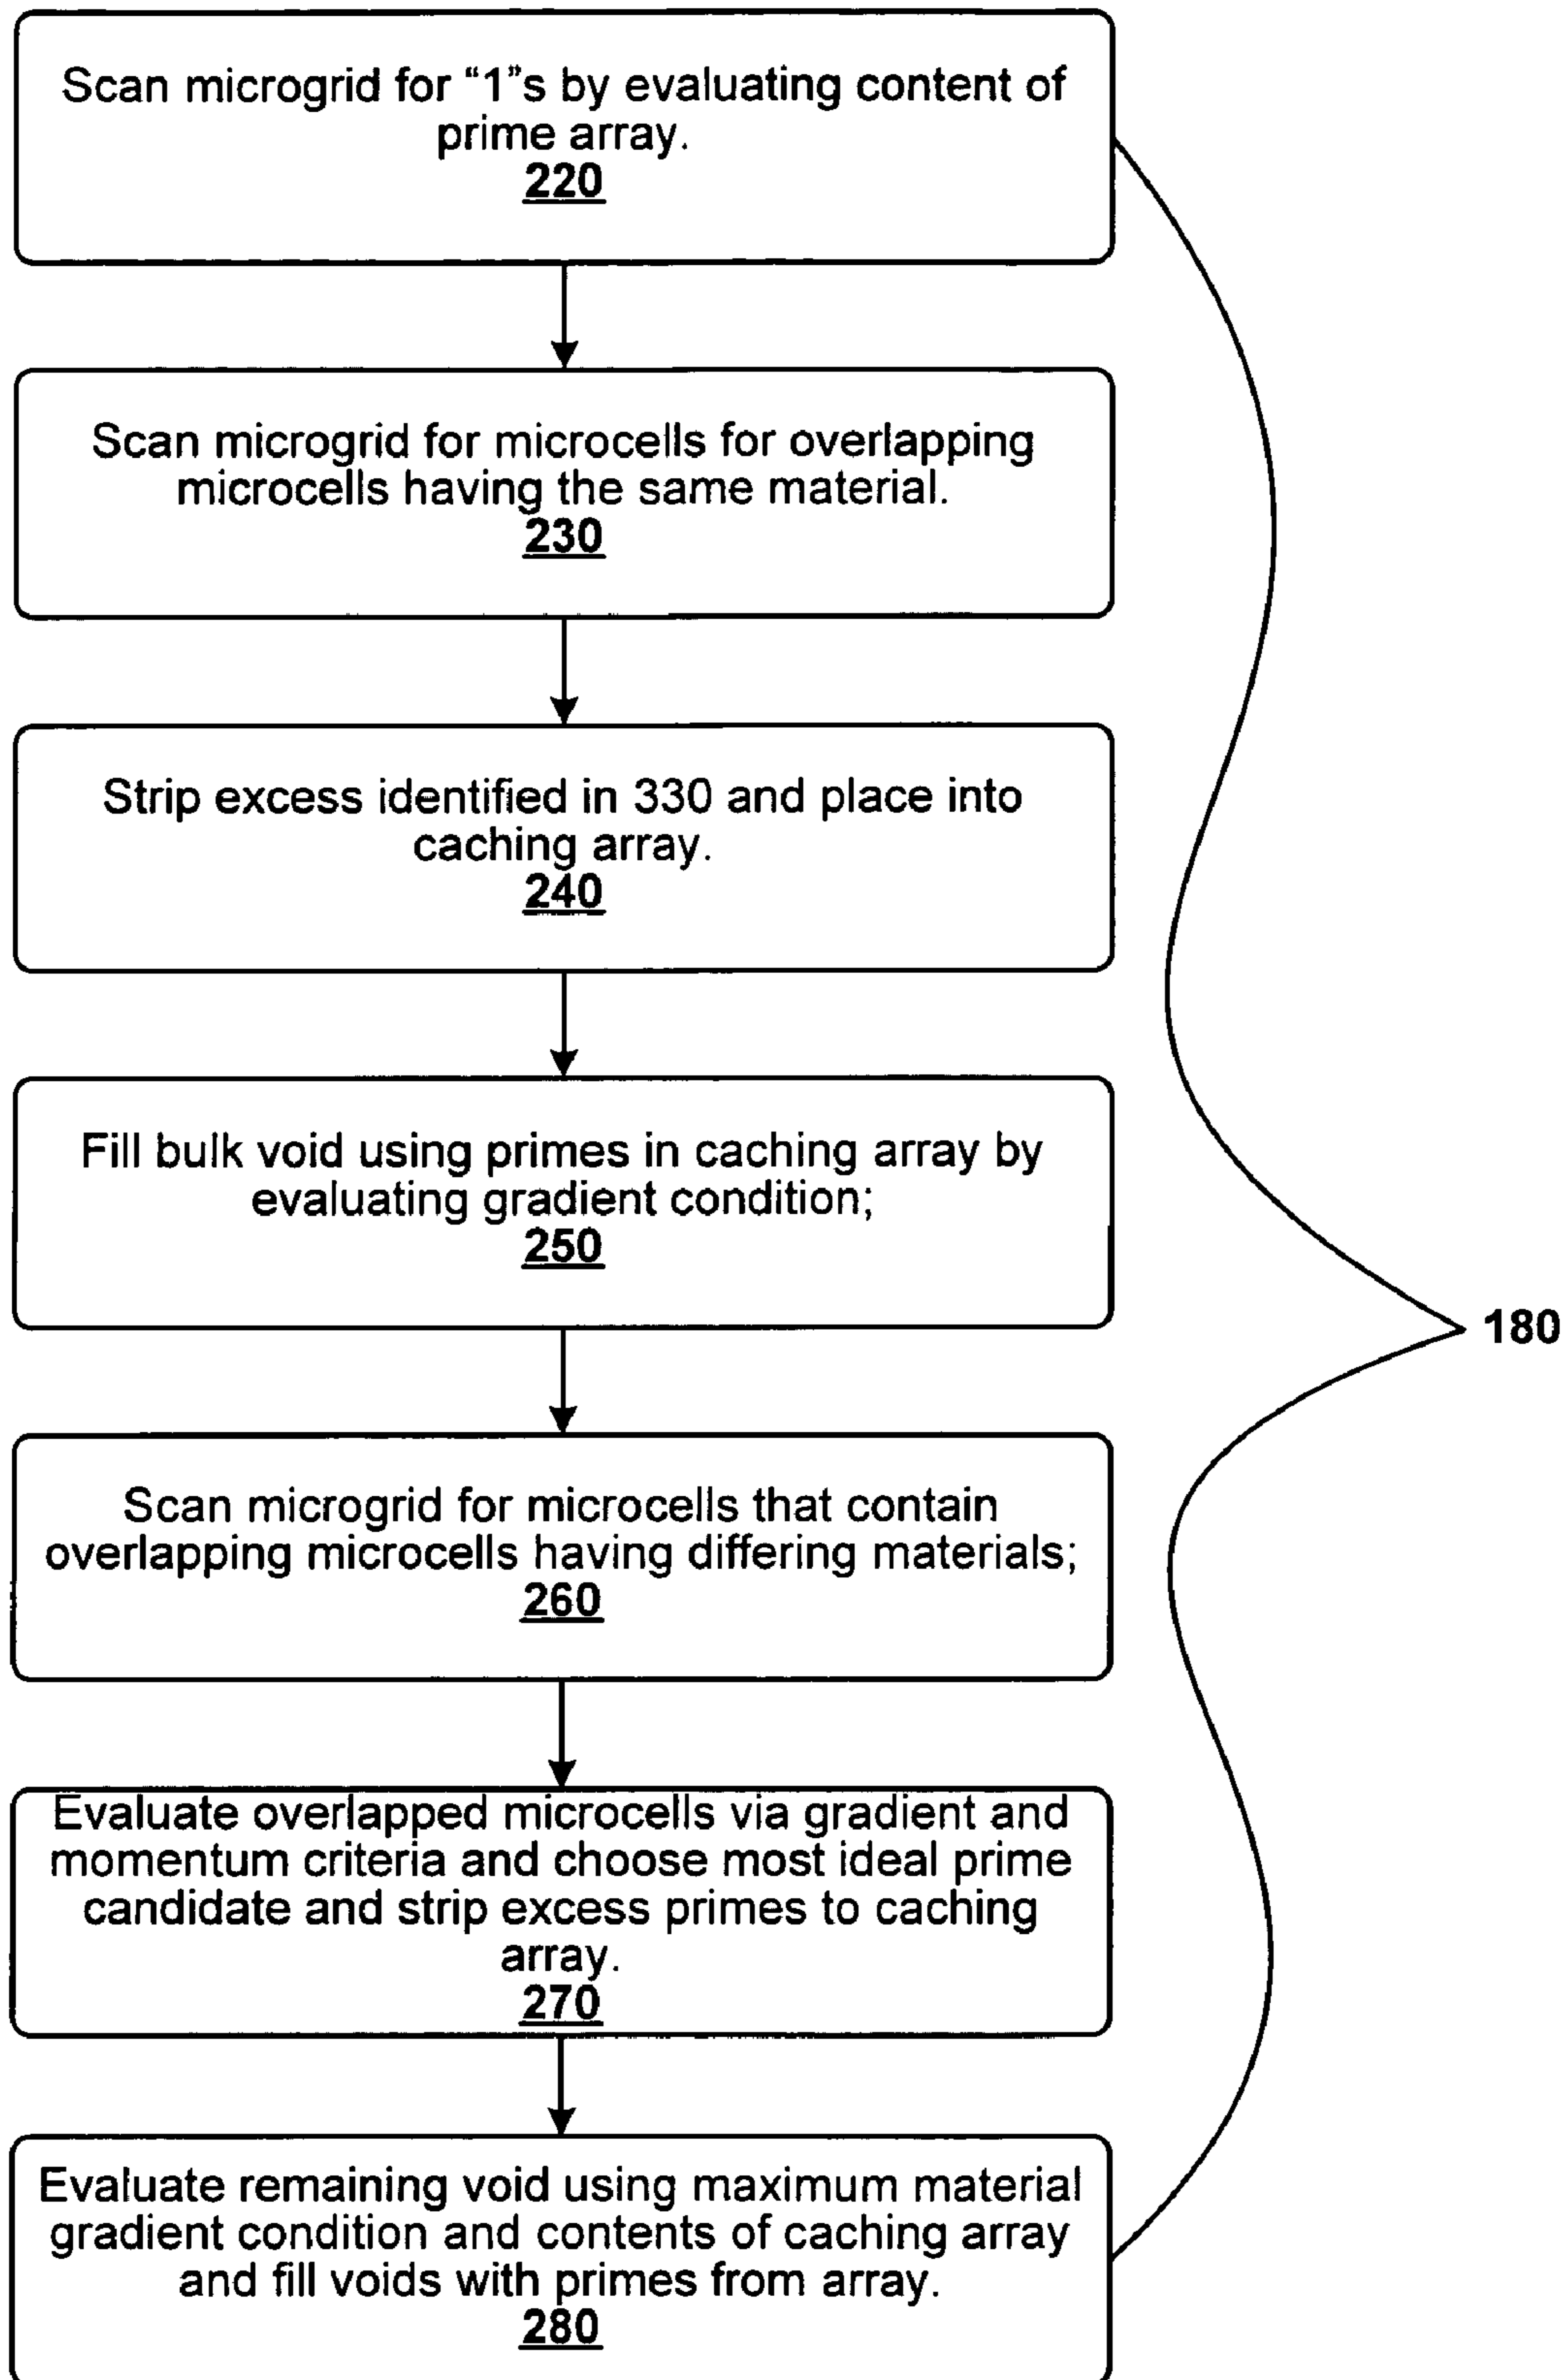 Scan microgrid for “1”s by evaluating content of
prime array.
220
Scan microgrid for microcells for overlapping
microcells having the same material.
230
Strip excess identified in 330 and place into
caching array.
240
Fill bulk void using primes in caching array by
evaluating gradient condition;
250
180
Scan microgrid for microcells that contain
overlapping microcells having differing materials;
260
Evaluate overlapped microcells via gradient and
momentum criteria and choose most ideal prime
candidate and strip excess primes to caching
array.
270
Evaluate remaining void using maximum material
gradient condition and contents of caching array
and fill voids with primes from array.
280